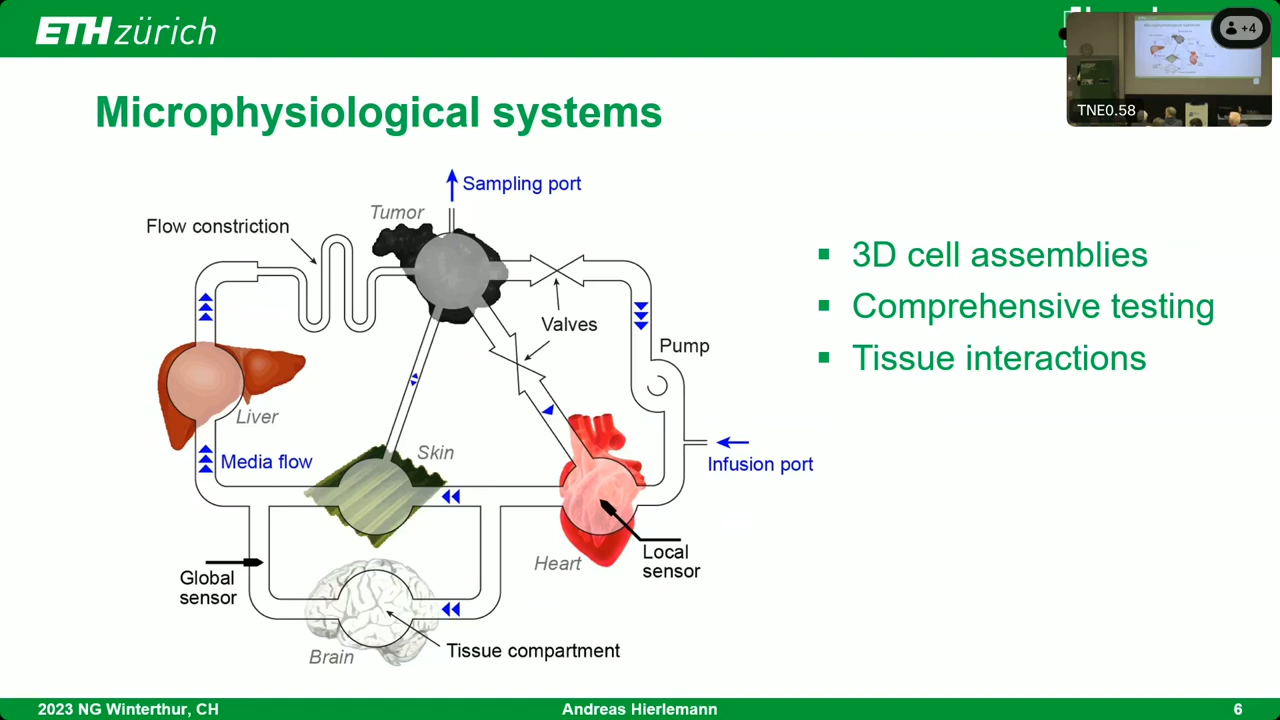 ETH zürich
+4
TNE0.58
Microphysiological systems
Sampling port
Tumor
Flow constriction
Valves
Pump
Liver
Media flow
Skin
Infusion port
Heart
Local
sensor
Global
sensor
Brain
Tissue compartment
▪ 3D cell assemblies
▪ Comprehensive testing
▪ Tissue interactions
2023 NG Winterthur, CH
Andreas Hierlemann
6